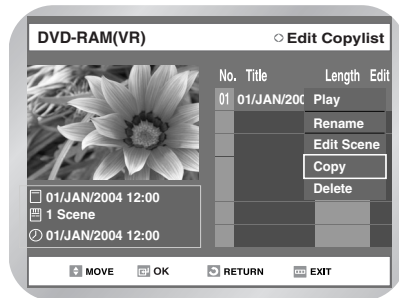 DVD-RAM(VR) Edit Copylist
No. Title Length Edit
01 01/JAN/200
Play
Rename
Edit Scene
Copy
Delete
01/JAN/2004 12:00
1 Scene
01/JAN/2004 12:00
MOVE OK RETURN EXIT